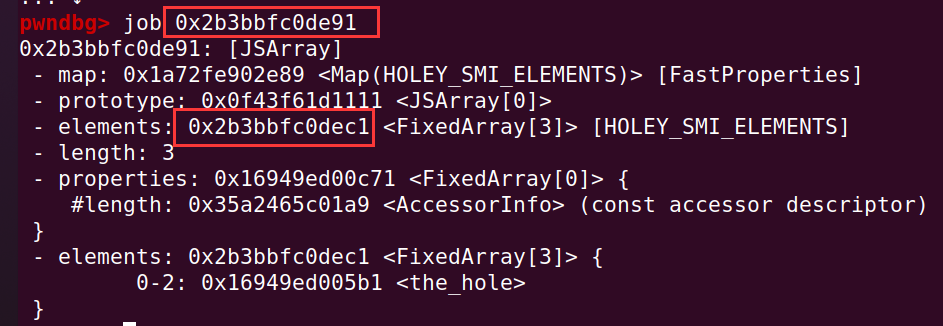 ... ↓
pwndbg> job 0x2b3bbfc0de91
0x2b3bbfc0de91: [JSArray]
- map: 0x1a72fe902e89 <Map(HOLEY_SMI_ELEMENTS)> [FastProperties]
- prototype: 0x0f43f61d1111 <JSArray[0]>
- elements: 0x2b3bbfc0dec1 <FixedArray[3]> [HOLEY_SMI_ELEMENTS]
- length: 3
- properties: 0x16949ed00c71 <FixedArray[0]> {
#length: 0x35a2465c01a9 <AccessorInfo> (const accessor descriptor)
}
- elements: 0x2b3bbfc0dec1 <FixedArray[3]> {
0-2: 0x16949ed005b1 <the_hole>
}